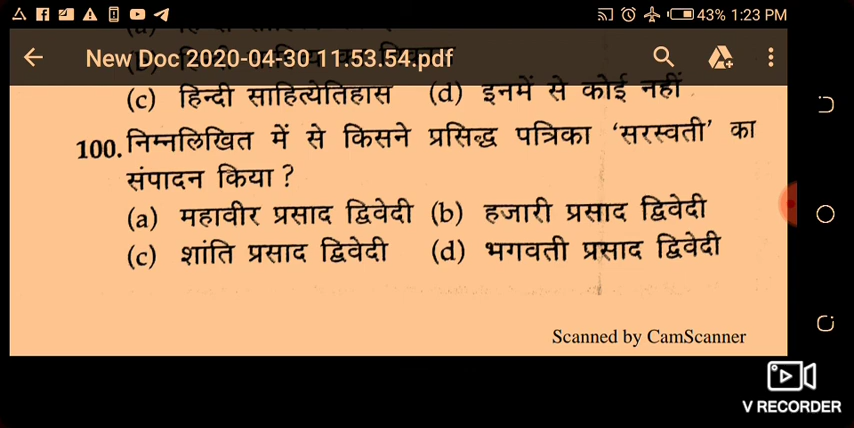 43% 1:23 PM
New Doc 2020-04-30 11.53.54.pdf
(c) हिन्दी साहित्येतिहास (d) इनमें से कोई नहीं
100. निम्नलिखित में से किसने प्रसिद्ध पत्रिका 'सरस्वती' का
संपादन किया ?
(a) महावीर प्रसाद द्विवेदी (b) हजारी प्रसाद द्विवेदी
(c) शांति प्रसाद द्विवेदी (d) भगवती प्रसाद द्विवेदी
Scanned by CamScanner
V RECORDER